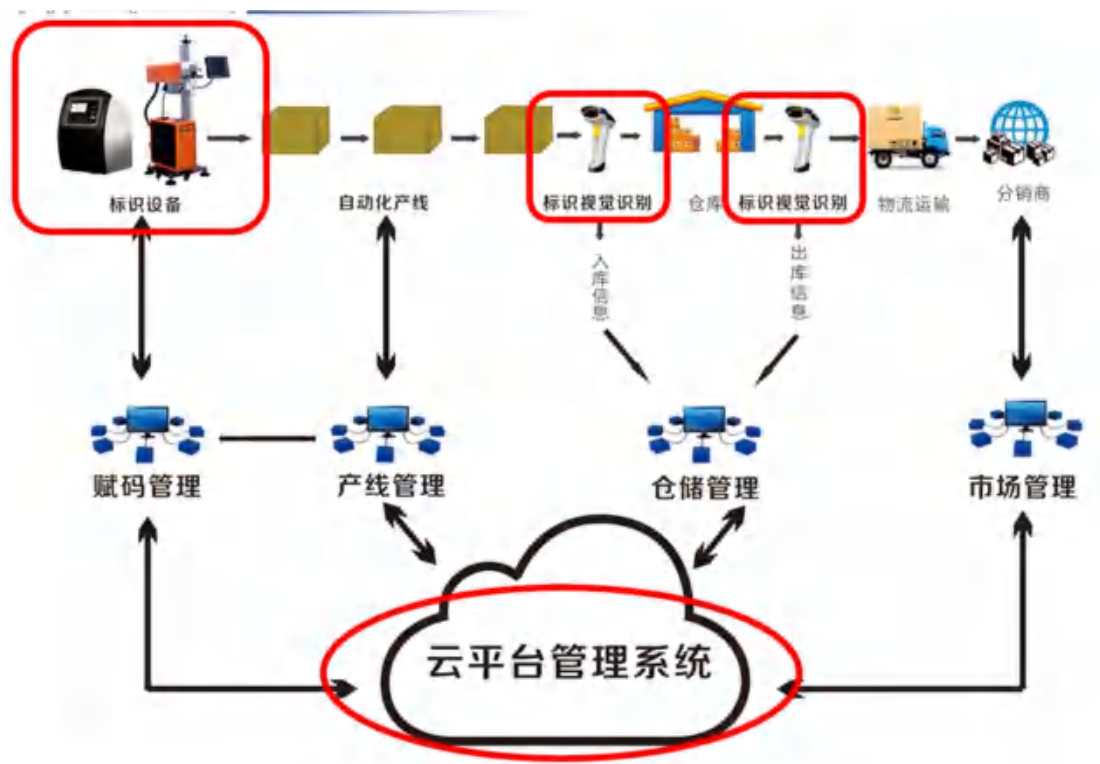 标识设备
自动化产线
标识视觉识别
仓库
标识视觉识别
物流运输
分销商
入库信息
出库信息
赋码管理
产线管理
仓储管理
市场管理
云平台管理系统